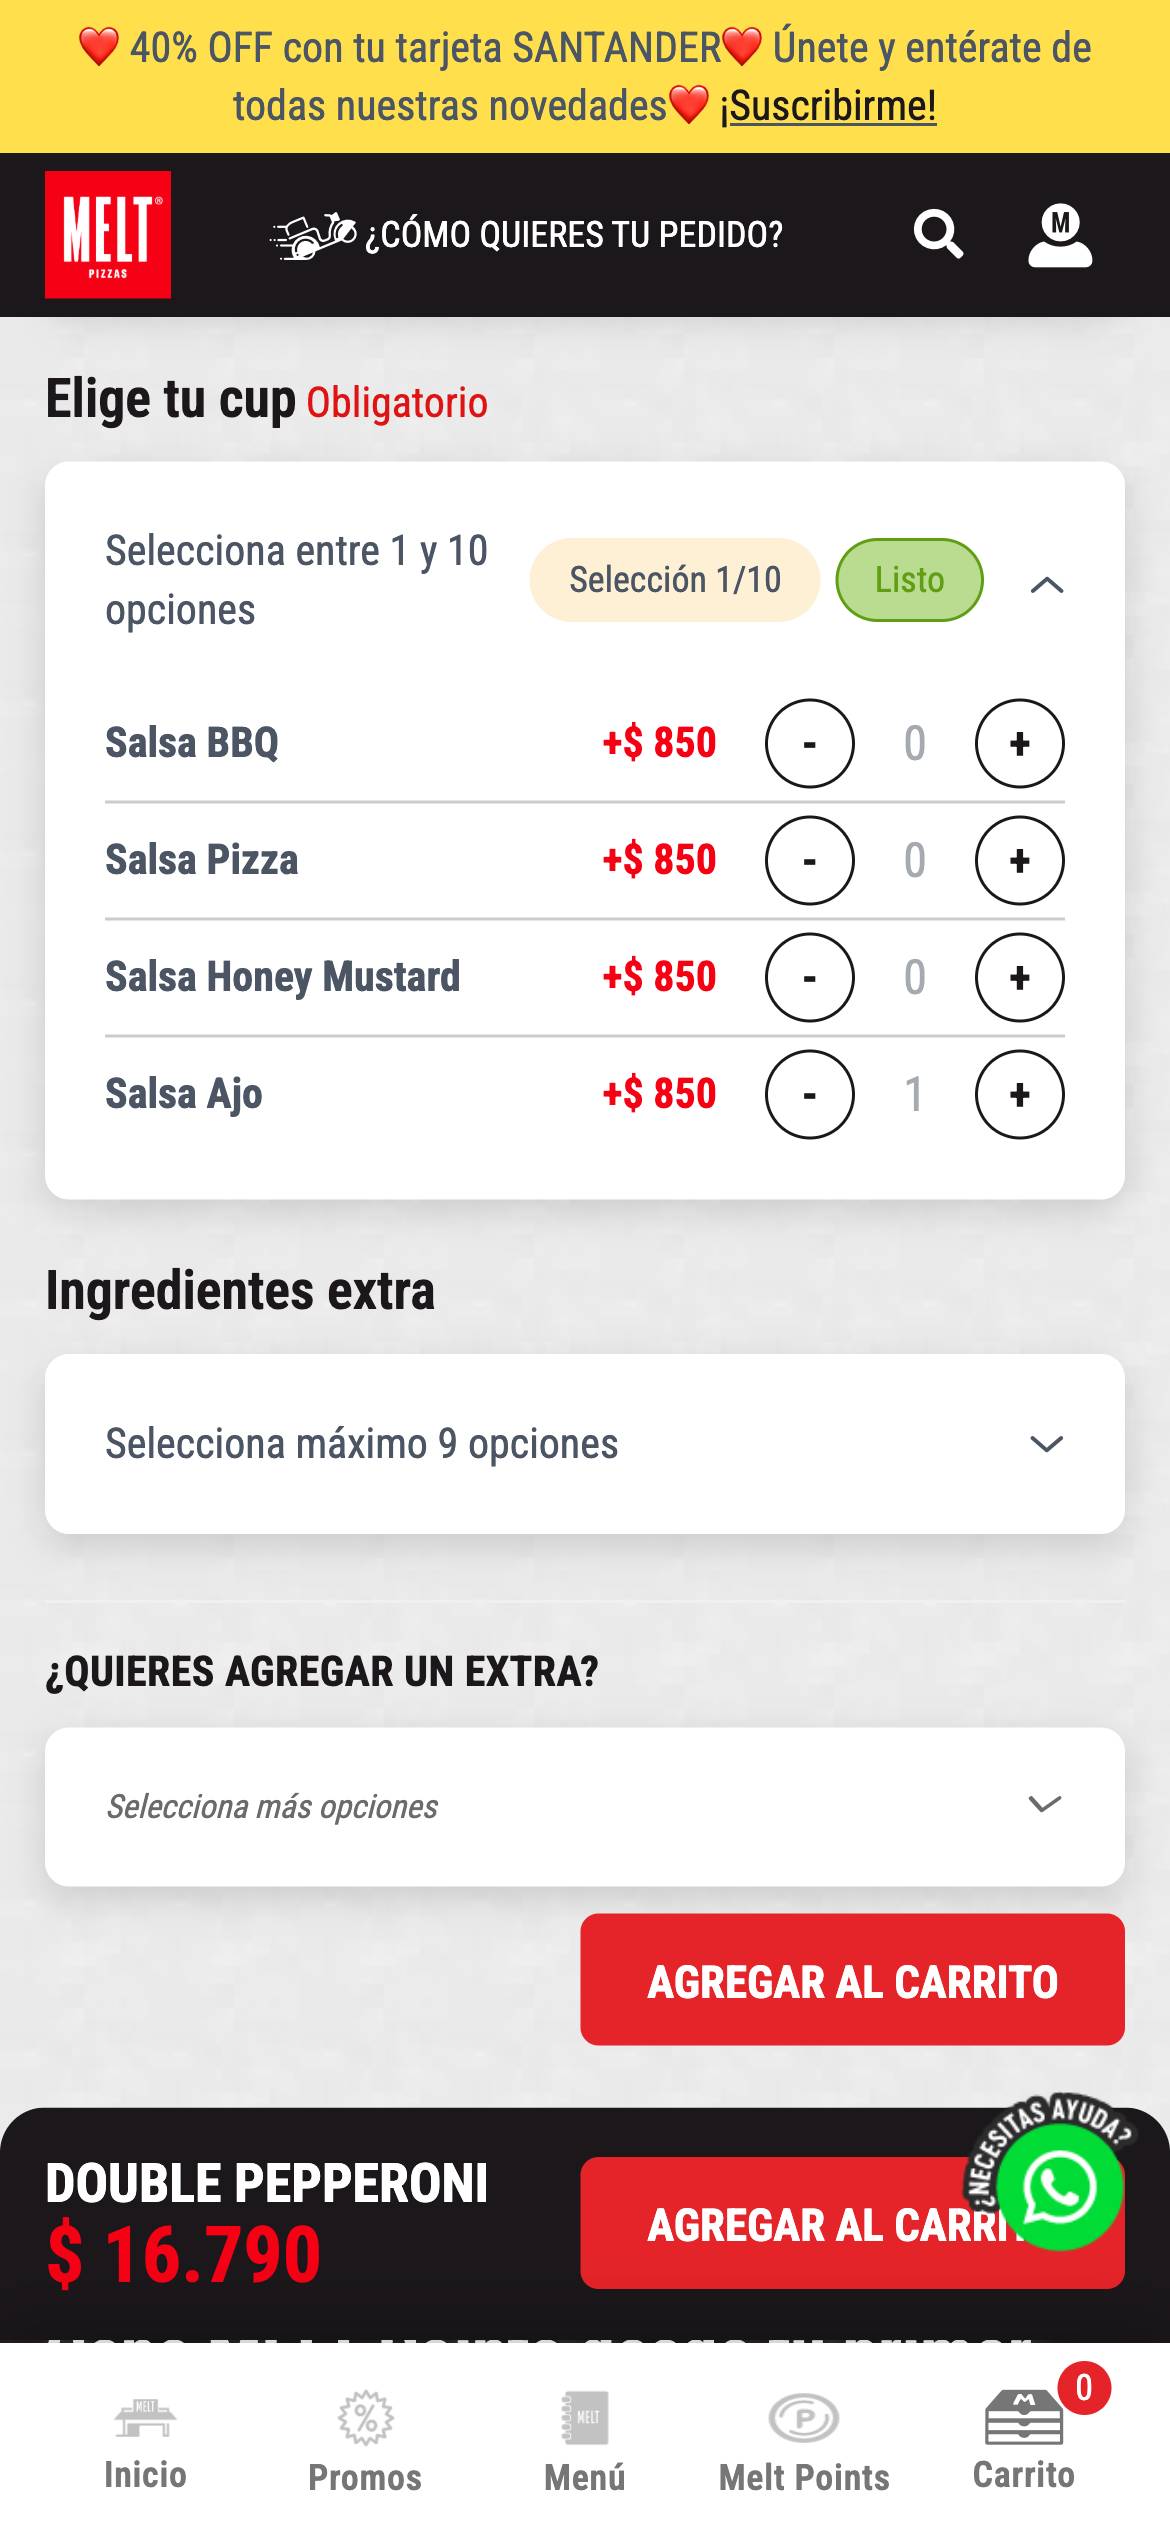 ❤️ 40% OFF con tu tarjeta SANTANDER❤️ Únete y entérate de
todas nuestras novedades❤️ ¡Suscribirme!
MELT®
PIZZAS
¿CÓMO QUIERES TU PEDIDO?
M
Elige tu cup Obligatorio
Selecciona entre 1 y 10
opciones
Selección 1/10
Listo
Salsa BBQ +$ 850 - 0 +
Salsa Pizza +$ 850 - 0 +
Salsa Honey Mustard +$ 850 - 0 +
Salsa Ajo +$ 850 - 1 +
Ingredientes extra
Selecciona máximo 9 opciones
¿QUIERES AGREGAR UN EXTRA?
Selecciona más opciones
AGREGAR AL CARRITO
¿NECESITAS AYUDA?
DOUBLE PEPPERONI
$ 16.790
AGREGAR AL CARRI
MELT
%
MELT
P
M
0
Inicio
Promos
Menú
Melt Points
Carrito